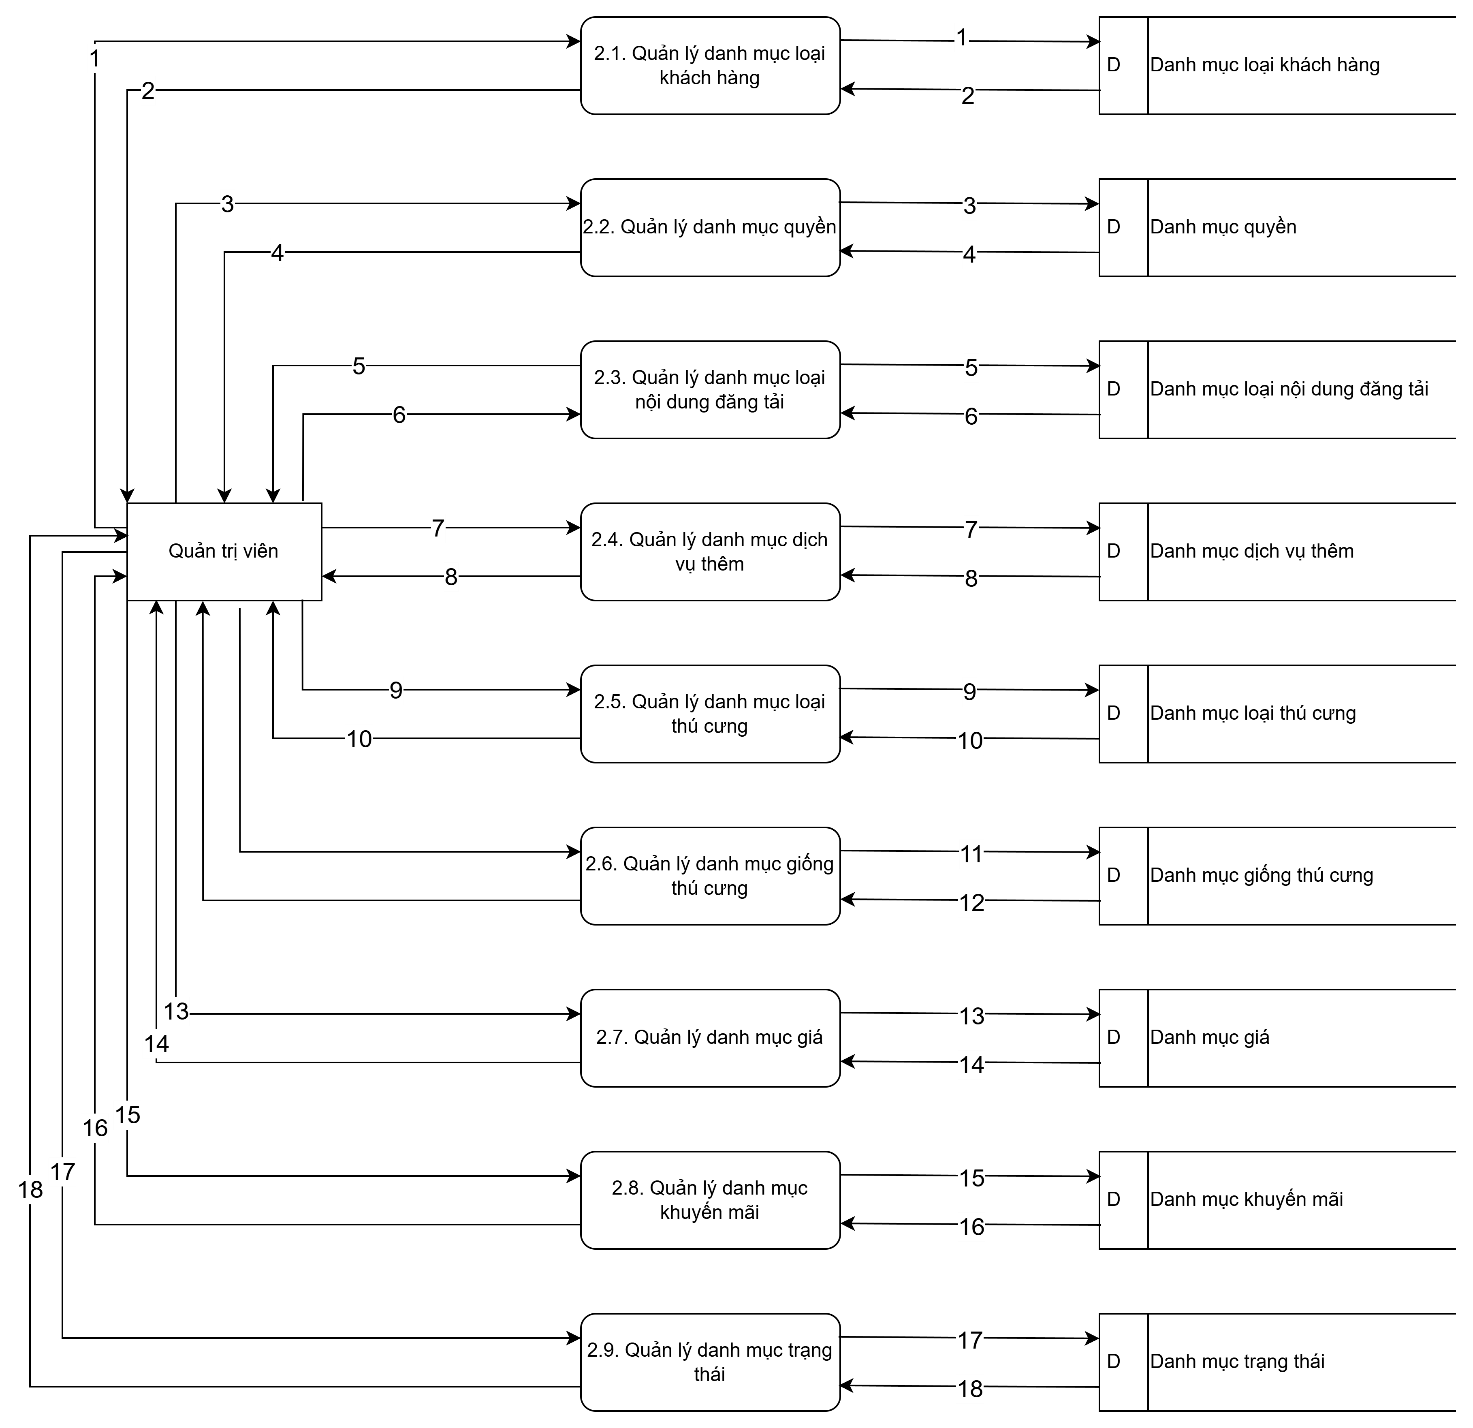 1
2.1. Quản lý danh mục loại
khách hàng
1
D
Danh mục loại khách hàng
2
2
3
2.2. Quản lý danh mục quyền
3
D
Danh mục quyền
4
4
5
2.3. Quản lý danh mục loại
nội dung đăng tải
5
D
Danh mục loại nội dung đăng tải
6
6
Quản trị viên
7
2.4. Quản lý danh mục dịch
vụ thêm
7
D
Danh mục dịch vụ thêm
8
8
9
2.5. Quản lý danh mục loại
thú cưng
9
D
Danh mục loại thú cưng
10
10
2.6. Quản lý danh mục giống
thú cưng
11
D
Danh mục giống thú cưng
12
13
2.7. Quản lý danh mục giá
13
D
Danh mục giá
14
14
15
16
2.8. Quản lý danh mục
khuyến mãi
15
D
Danh mục khuyến mãi
16
17
18
2.9. Quản lý danh mục trạng
thái
17
D
Danh mục trạng thái
18